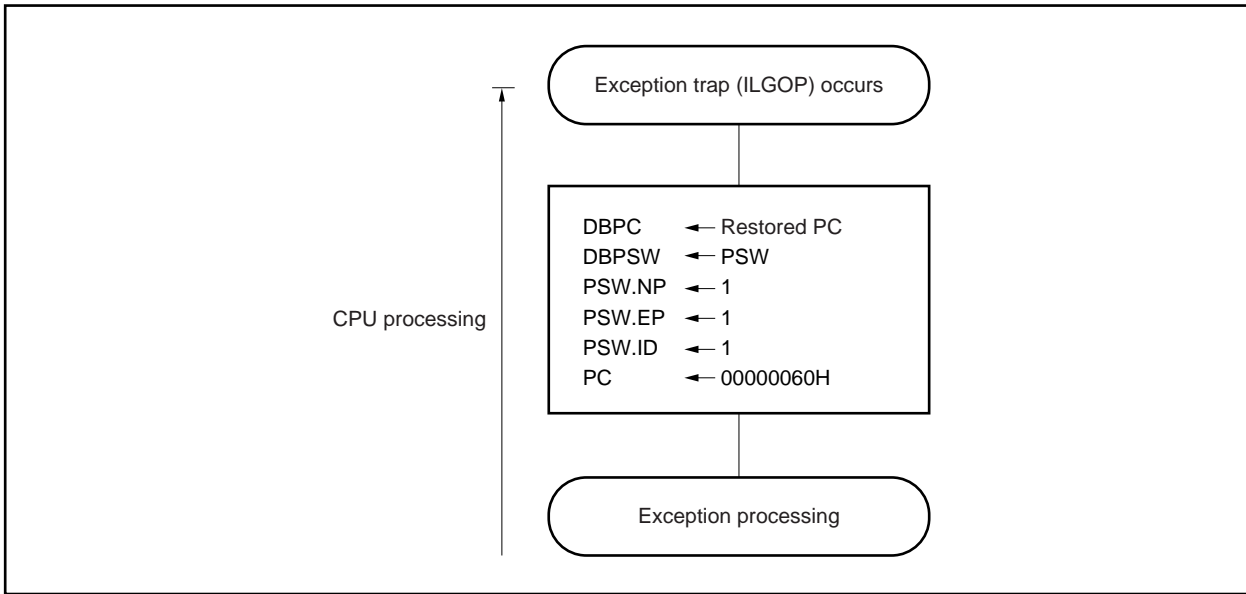 Exception trap (ILGOP) occurs
CPU processing
DBPC ← Restored PC
DBPSW ← PSW
PSW.NP ← 1
PSW.EP ← 1
PSW.ID ← 1
PC ← 00000060H
Exception processing